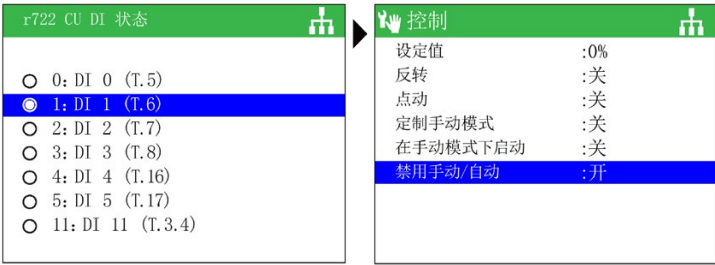 r722 CU DI 状态
0: DI 0 (T.5)
1: DI 1 (T.6)
2: DI 2 (T.7)
3: DI 3 (T.8)
4: DI 4 (T.16)
5: DI 5 (T.17)
11: DI 11 (T.3.4)
控制
设定值 :0%
反转 :关
点动 :关
定制手动模式 :关
在手动模式下启动 :关
禁用手动/自动 :开